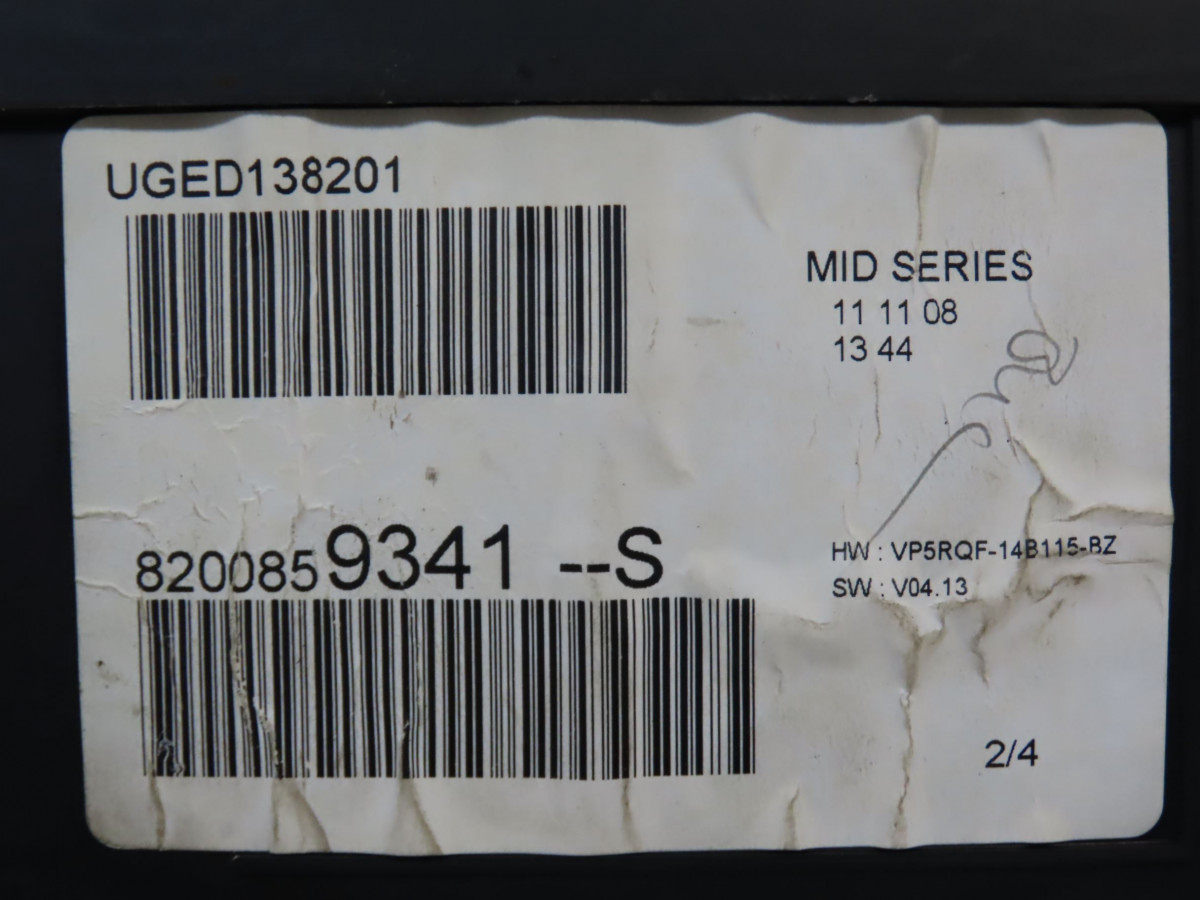 UGED138201
MID SERIES
11 11 08
13 44
8200859341 --S
HW : VP5RQF-14B115-BZ
SW : V04.13
2/4